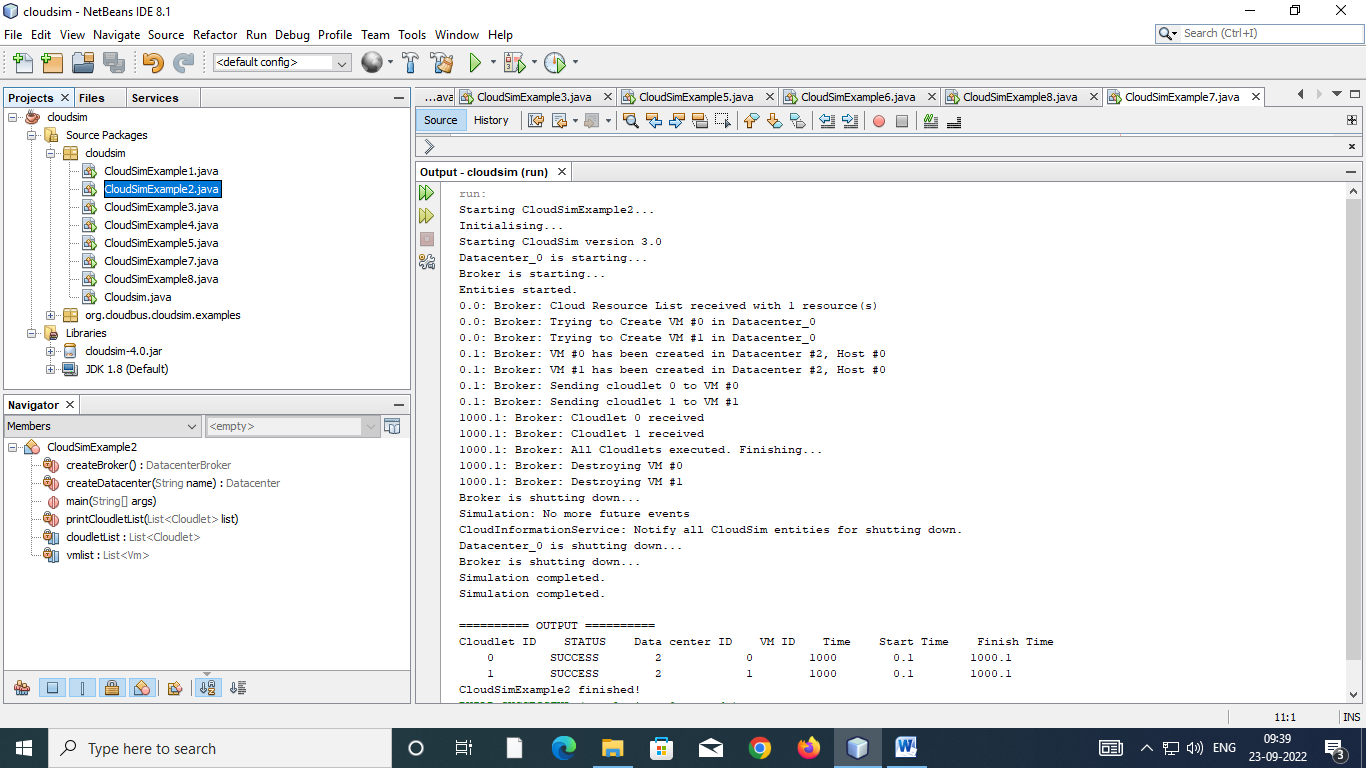 cloudsim - NetBeans IDE 8.1
File Edit View Navigate Source Refactor Run Debug Profile Team Tools Window Help
Search (Ctrl+I)
<default config>
Projects Files Services
cloudsim
Source Packages
cloudsim
CloudSimExample1.java
CloudSimExample2.java
CloudSimExample3.java
CloudSimExample4.java
CloudSimExample5.java
CloudSimExample7.java
CloudSimExample8.java
Cloudsim.java
org.cloudbus.cloudsim.examples
Libraries
cloudsim-4.0.jar
JDK 1.8 (Default)
Navigator
Members <empty>
CloudSimExample2
createBroker() : DatacenterBroker
createDatacenter(String name) : Datacenter
main(String[] args)
printCloudletList(List<Cloudlet> list)
cloudletList : List<Cloudlet>
vmlist : List<Vm>
...ava CloudSimExample3.java CloudSimExample5.java CloudSimExample6.java CloudSimExample8.java CloudSimExample7.java
Source History
Output - cloudsim (run)
run:
Starting CloudSimExample2...
Initialising...
Starting CloudSim version 3.0
Datacenter_0 is starting...
Broker is starting...
Entities started.
0.0: Broker: Cloud Resource List received with 1 resource(s)
0.0: Broker: Trying to Create VM #0 in Datacenter_0
0.0: Broker: Trying to Create VM #1 in Datacenter_0
0.1: Broker: VM #0 has been created in Datacenter #2, Host #0
0.1: Broker: VM #1 has been created in Datacenter #2, Host #0
0.1: Broker: Sending cloudlet 0 to VM #0
0.1: Broker: Sending cloudlet 1 to VM #1
1000.1: Broker: Cloudlet 0 received
1000.1: Broker: Cloudlet 1 received
1000.1: Broker: All Cloudlets executed. Finishing...
1000.1: Broker: Destroying VM #0
1000.1: Broker: Destroying VM #1
Broker is shutting down...
Simulation: No more future events
CloudInformationService: Notify all CloudSim entities for shutting down.
Datacenter_0 is shutting down...
Broker is shutting down...
Simulation completed.
Simulation completed.
========== OUTPUT ==========
Cloudlet ID STATUS Data center ID VM ID Time Start Time Finish Time
0 SUCCESS 2 0 1000 0.1 1000.1
1 SUCCESS 2 1 1000 0.1 1000.1
CloudSimExample2 finished!
11:1 INS
Type here to search
ENG
09:39
23-09-2022
3